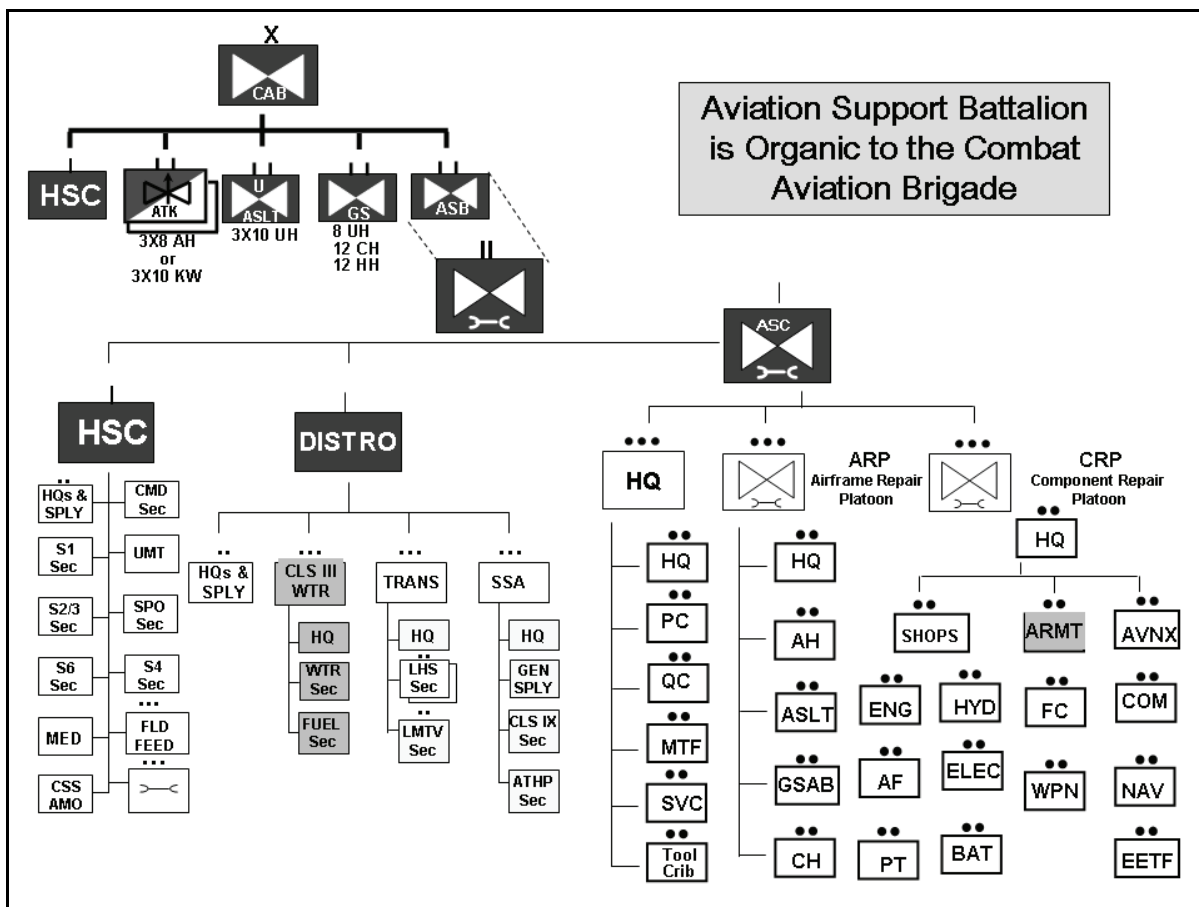 X
CAB
Aviation Support Battalion
is Organic to the Combat
Aviation Brigade
HSC
ATK
3X8 AH
or
3X10 KW
U
ASLT
3X10 UH
GS
8 UH
12 CH
12 HH
ASB
II
ASC
HSC
HQs &
SPLY
CMD
Sec
S1
Sec
UMT
S2/3
Sec
SPO
Sec
S6
Sec
S4
Sec
MED
FLD
FEED
CSS
AMO
DISTRO
HQs &
SPLY
CLS III
WTR
HQ
WTR
Sec
FUEL
Sec
TRANS
HQ
LHS
Sec
LMTV
Sec
SSA
HQ
GEN
SPLY
CLS IX
Sec
ATHP
Sec
HQ
HQ
PC
QC
MTF
SVC
Tool
Crib
ARP
Airframe Repair
Platoon
HQ
AH
ASLT
GSAB
CH
CRP
Component Repair
Platoon
HQ
SHOPS
ENG
HYD
AF
ELEC
PT
BAT
ARMT
FC
WPN
AVNX
COM
NAV
EETF